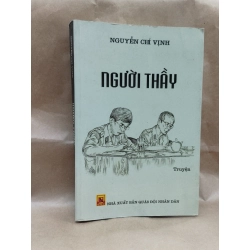 NGUYỄN CHÍ VỊNH
NGƯỜI THẦY
Truyện
NHÀ XUẤT BẢN QUÂN ĐỘI NHÂN DÂN